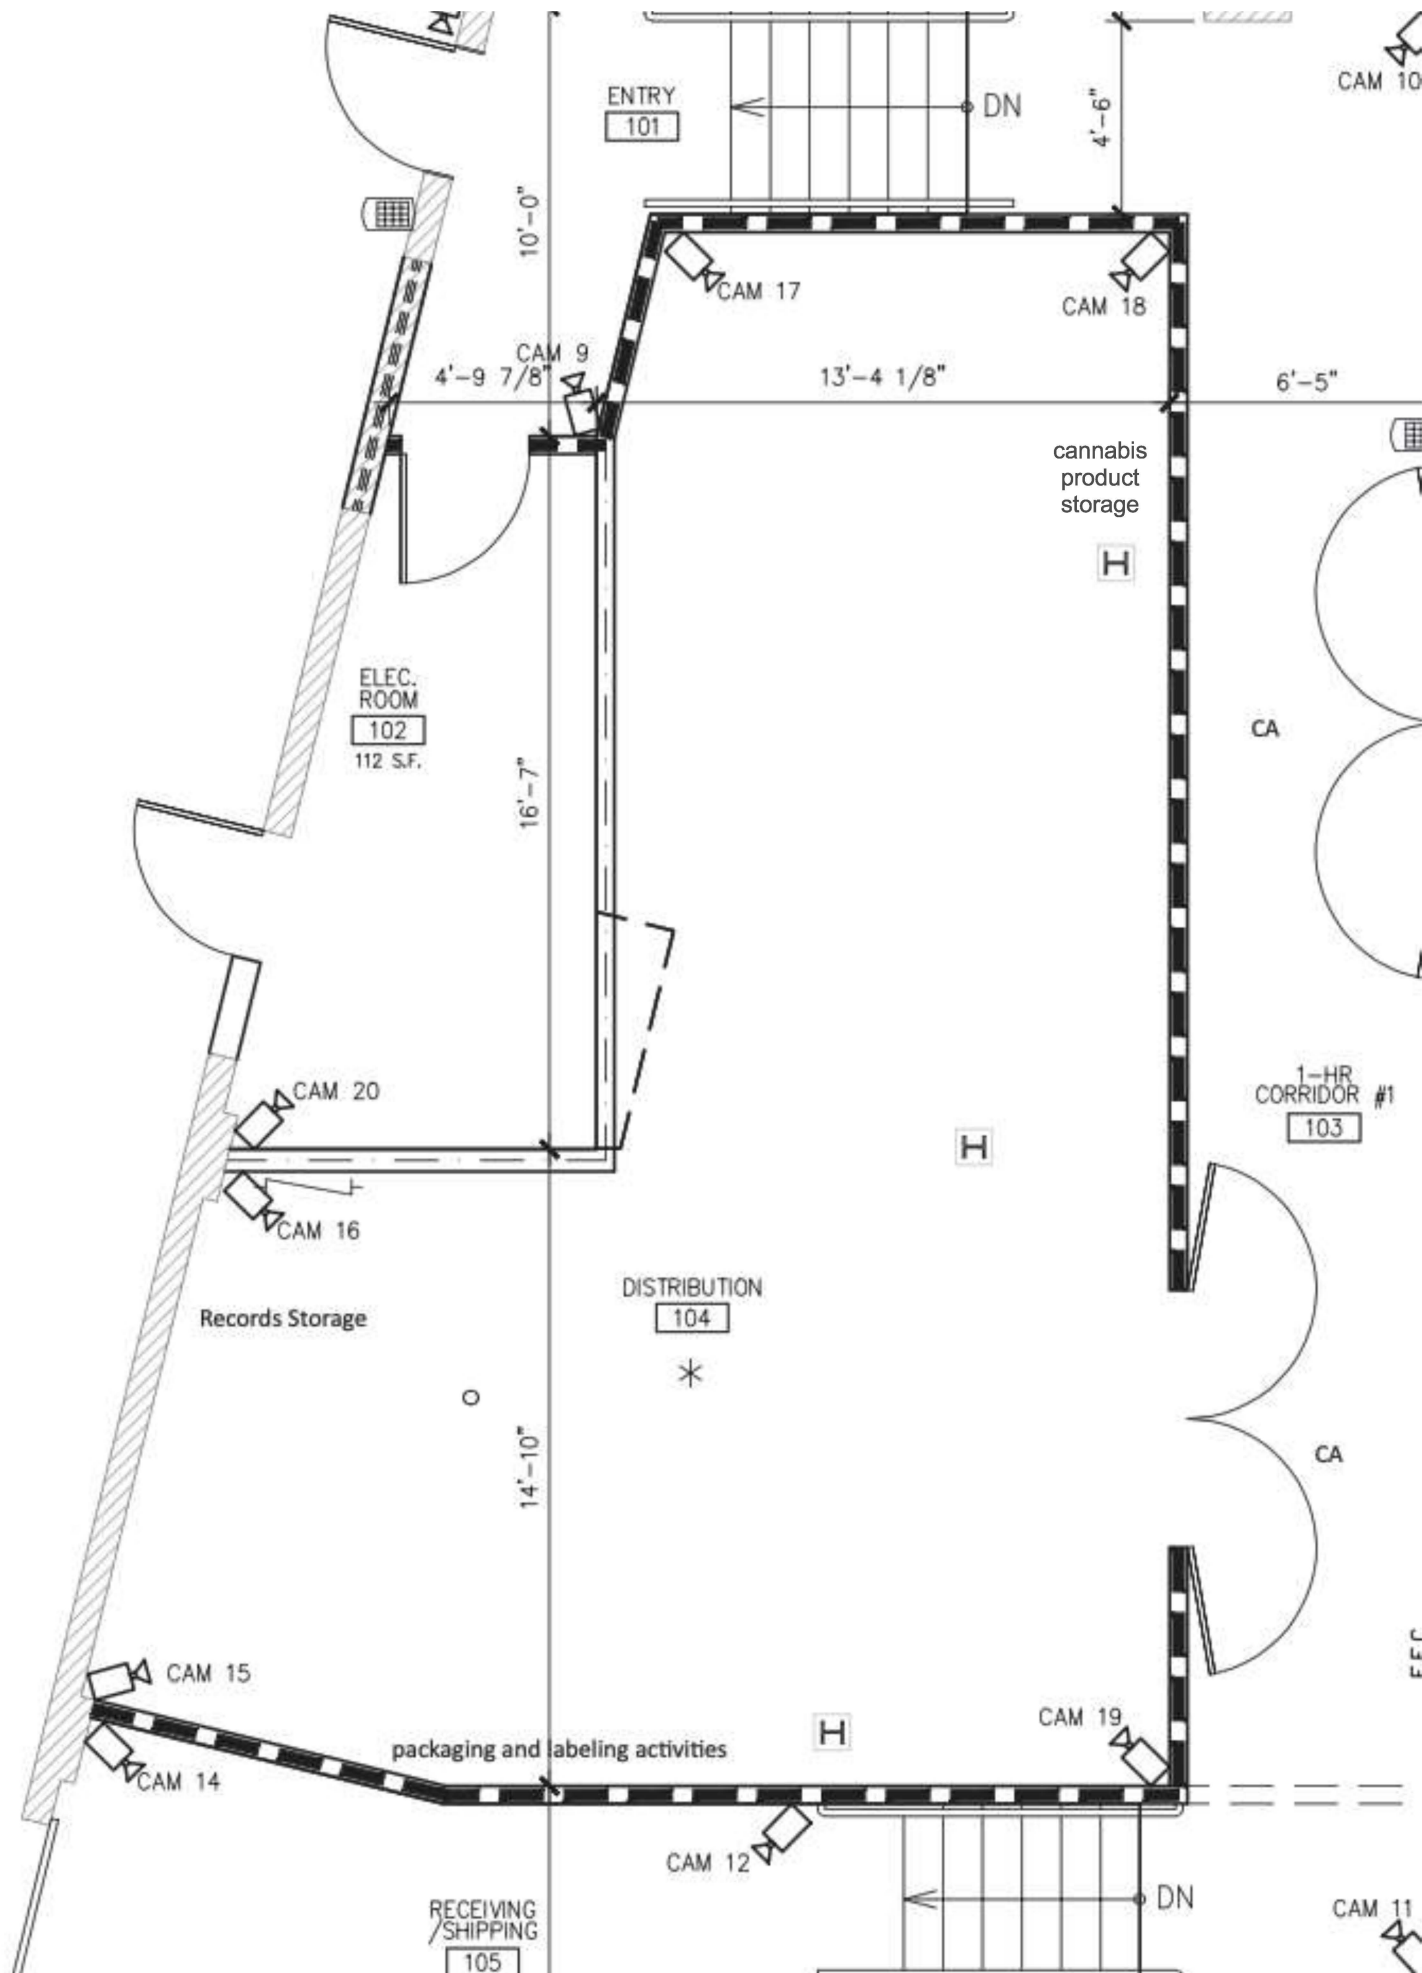 CAM 10
ENTRY
101
DN
4'-6"
10'-0"
CAM 17
CAM 18
CAM 9
4'-9 7/8"
13'-4 1/8"
6'-5"
cannabis
product
storage
H
ELEC.
ROOM
102
112 S.F.
CA
16'-7"
CAM 20
1-HR
CORRIDOR #1
103
H
CAM 16
DISTRIBUTION
104
Records Storage
14'-10"
CA
CAM 15
CAM 19
H
packaging and labeling activities
CAM 14
CAM 12
DN
RECEIVING
/SHIPPING
105
CAM 11